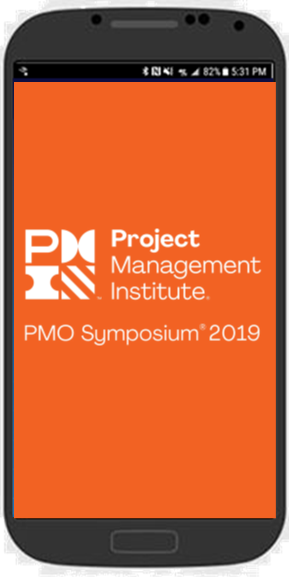 82% 5:31 PM
Project
Management
Institute.
PMO Symposium® 2019